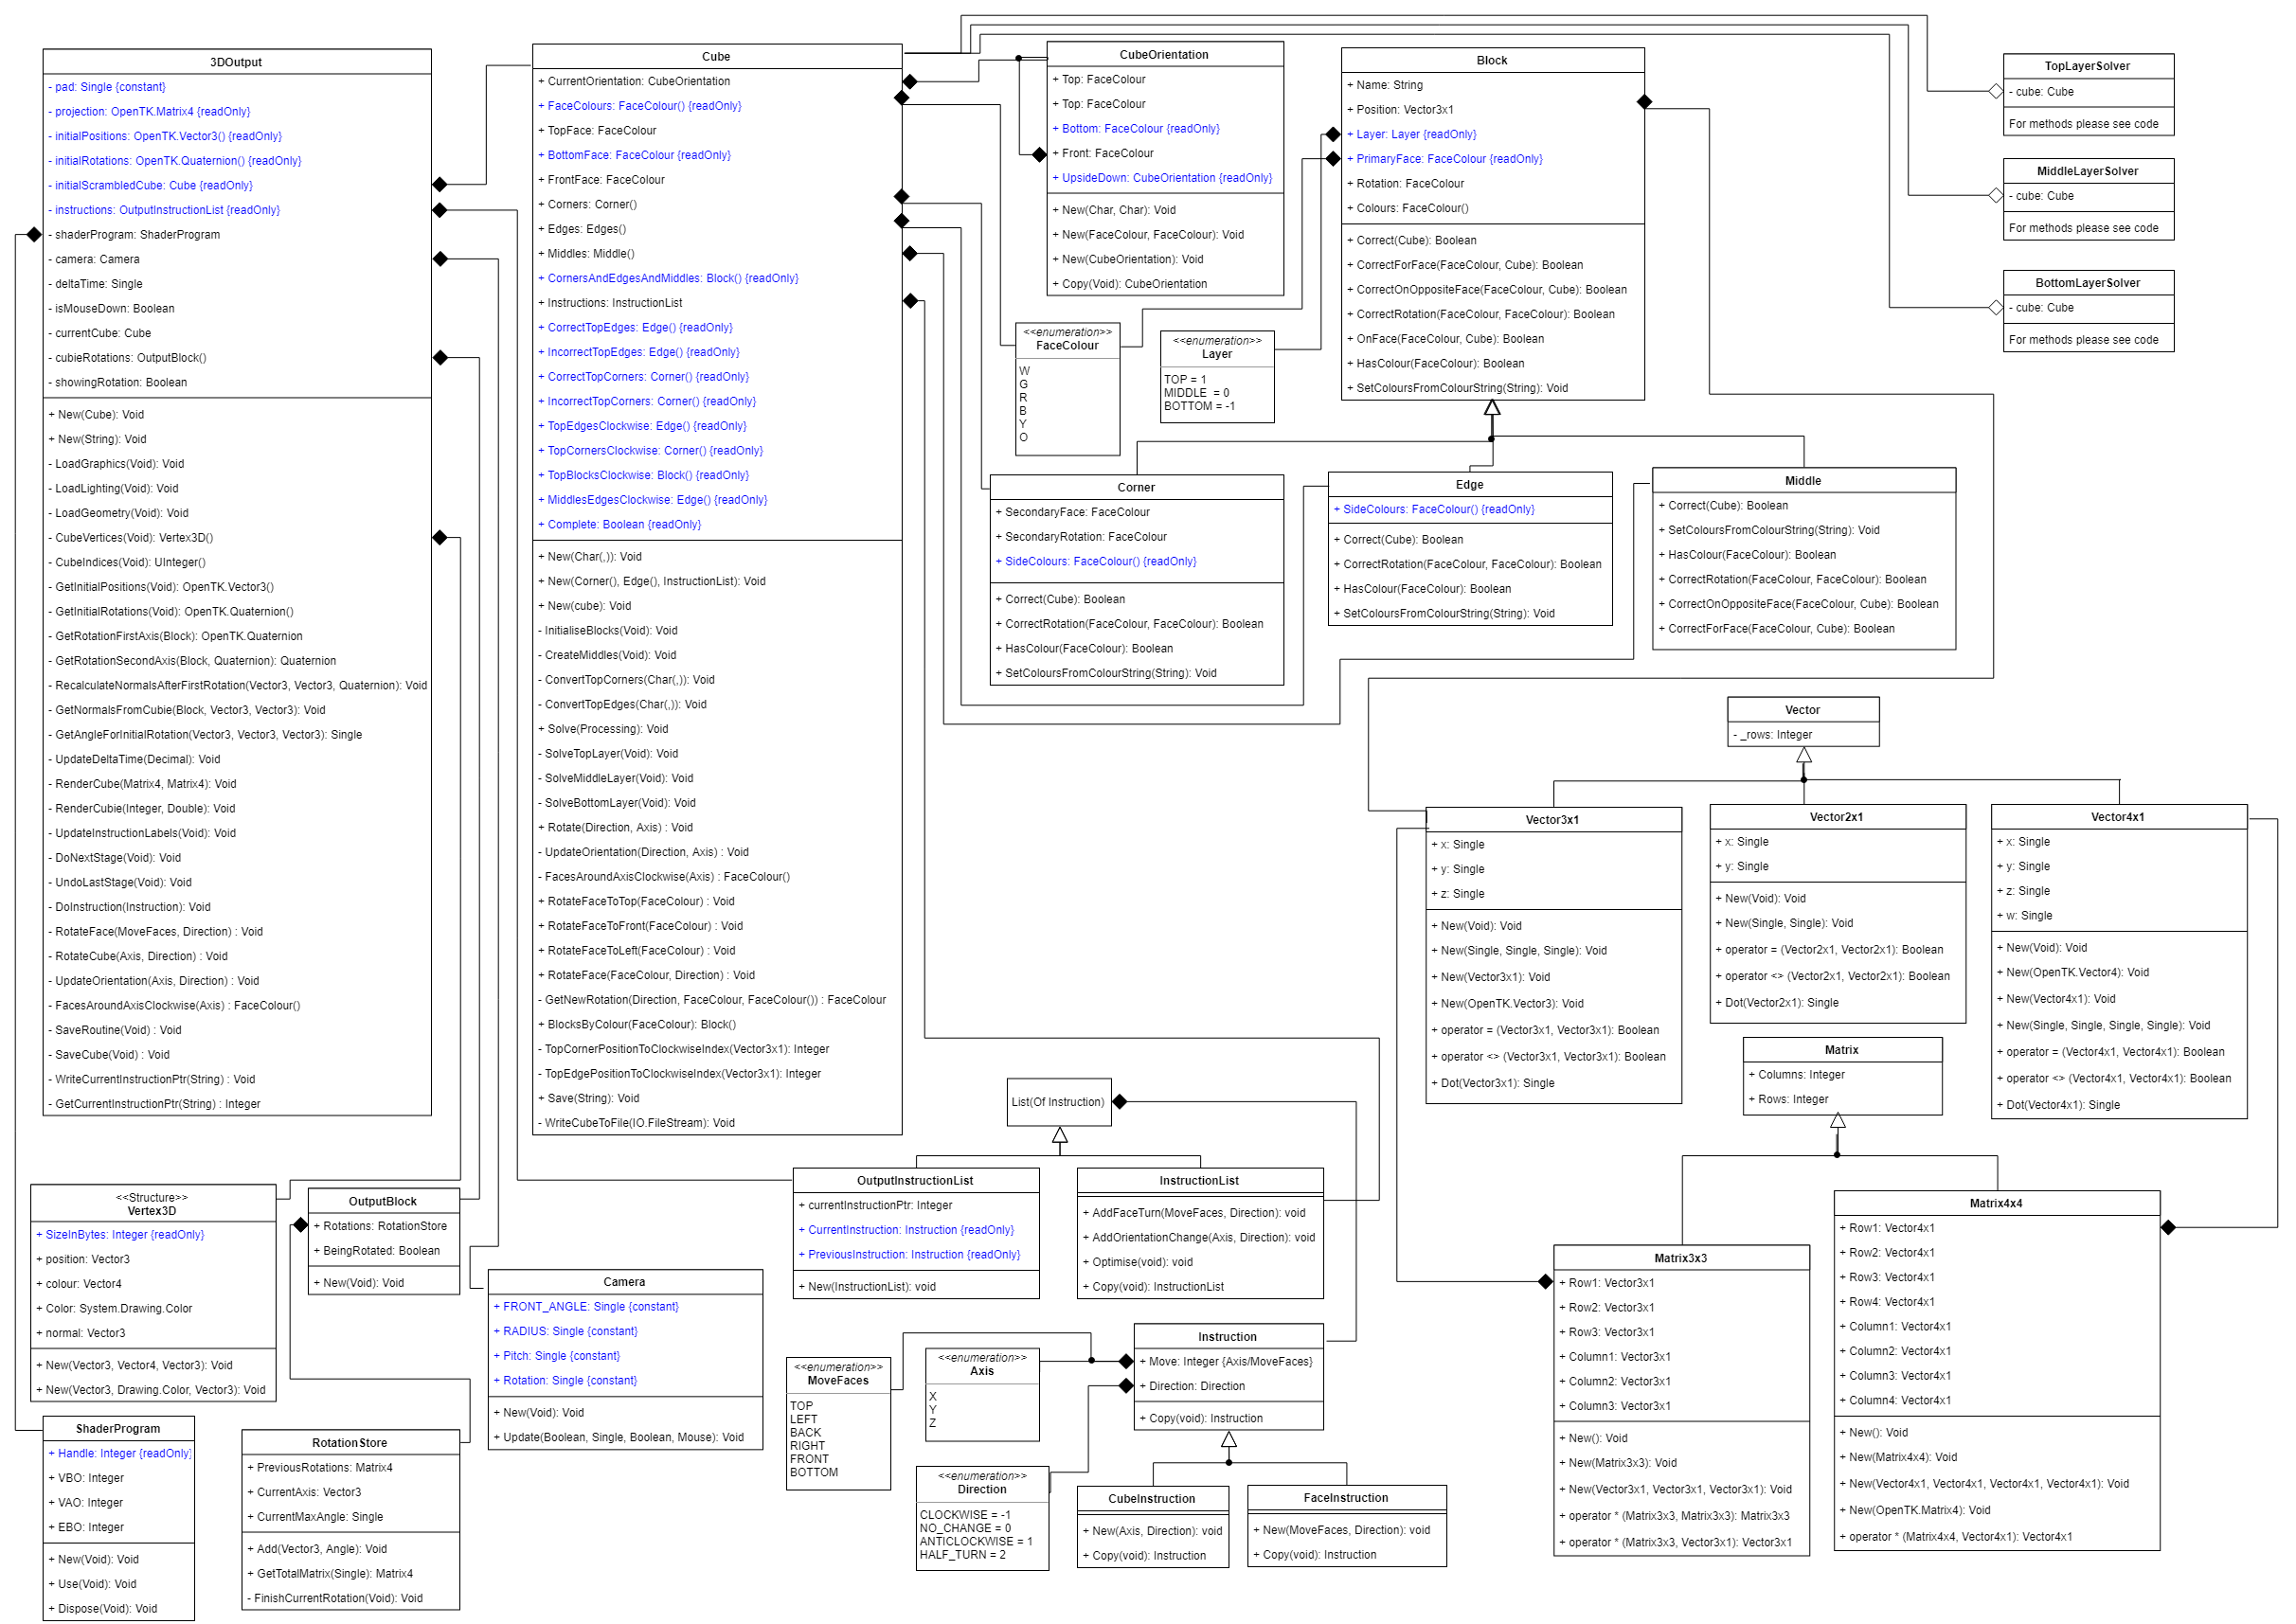 3DOutput
- pad: Single {constant}
- projection: OpenTK.Matrix4 {readOnly}
- initialPositions: OpenTK.Vector3() {readOnly}
- initialRotations: OpenTK.Quaternion() {readOnly}
- initialScrambledCube: Cube {readOnly}
- instructions: OutputInstructionList {readOnly}
- shaderProgram: ShaderProgram
- camera: Camera
- deltaTime: Single
- isMouseDown: Boolean
- currentCube: Cube
- cubieRotations: OutputBlock()
- showingRotation: Boolean
+ New(Cube): Void
+ New(String): Void
- LoadGraphics(Void): Void
- LoadLighting(Void): Void
- LoadGeometry(Void): Void
- CubeVertices(Void): Vertex3D()
- CubeIndices(Void): UInteger()
- GetInitialPositions(Void): OpenTK.Vector3()
- GetInitialRotations(Void): OpenTK.Quaternion()
- GetRotationFirstAxis(Block): OpenTK.Quaternion
- GetRotationSecondAxis(Block, Quaternion): Quaternion
- RecalculateNormalsAfterFirstRotation(Vector3, Vector3, Quaternion): Void
- GetNormalsFromCubie(Block, Vector3, Vector3): Void
- GetAngleForInitialRotation(Vector3, Vector3, Vector3): Single
- UpdateDeltaTime(Decimal): Void
- RenderCube(Matrix4, Matrix4): Void
- RenderCubie(Integer, Double): Void
- UpdateInstructionLabels(Void): Void
- DoNextStage(Void): Void
- UndoLastStage(Void): Void
- DoInstruction(Instruction): Void
- RotateFace(MoveFaces, Direction) : Void
- RotateCube(Axis, Direction) : Void
- UpdateOrientation(Axis, Direction) : Void
- FacesAroundAxisClockwise(Axis) : FaceColour()
- SaveRoutine(Void) : Void
- SaveCube(Void) : Void
- WriteCurrentInstructionPtr(String) : Void
- GetCurrentInstructionPtr(String) : Integer
Cube
+ CurrentOrientation: CubeOrientation
+ FaceColours: FaceColour() {readOnly}
+ TopFace: FaceColour
+ BottomFace: FaceColour {readOnly}
+ FrontFace: FaceColour
+ Corners: Corner()
+ Edges: Edges()
+ Middles: Middle()
+ CornersAndEdgesAndMiddles: Block() {readOnly}
+ Instructions: InstructionList
+ CorrectTopEdges: Edge() {readOnly}
+ IncorrectTopEdges: Edge() {readOnly}
+ CorrectTopCorners: Corner() {readOnly}
+ IncorrectTopCorners: Corner() {readOnly}
+ TopEdgesClockwise: Edge() {readOnly}
+ TopCornersClockwise: Corner() {readOnly}
+ TopBlocksClockwise: Block() {readOnly}
+ MiddlesEdgesClockwise: Edge() {readOnly}
+ Complete: Boolean {readOnly}
+ New(Char(,)): Void
+ New(Corner(), Edge(), InstructionList): Void
+ New(cube): Void
- InitialiseBlocks(Void): Void
- CreateMiddles(Void): Void
- ConvertTopCorners(Char(,)): Void
- ConvertTopEdges(Char(,)): Void
+ Solve(Processing): Void
- SolveTopLayer(Void): Void
- SolveMiddleLayer(Void): Void
- SolveBottomLayer(Void): Void
+ Rotate(Direction, Axis) : Void
- UpdateOrientation(Direction, Axis) : Void
- FacesAroundAxisClockwise(Axis) : FaceColour()
+ RotateFaceToTop(FaceColour) : Void
+ RotateFaceToFront(FaceColour) : Void
+ RotateFaceToLeft(FaceColour) : Void
+ RotateFace(FaceColour, Direction) : Void
- GetNewRotation(Direction, FaceColour, FaceColour()) : FaceColour
+ BlocksByColour(FaceColour): Block()
- TopCornerPositionToClockwiseIndex(Vector3x1): Integer
- TopEdgePositionToClockwiseIndex(Vector3x1): Integer
+ Save(String): Void
- WriteCubeToFile(IO.FileStream): Void
CubeOrientation
+ Top: FaceColour
+ Top: FaceColour
+ Bottom: FaceColour {readOnly}
+ Front: FaceColour
+ UpsideDown: CubeOrientation {readOnly}
+ New(Char, Char): Void
+ New(FaceColour, FaceColour): Void
+ New(CubeOrientation): Void
+ Copy(Void): CubeOrientation
Block
+ Name: String
+ Position: Vector3x1
+ Layer: Layer {readOnly}
+ PrimaryFace: FaceColour {readOnly}
+ Rotation: FaceColour
+ Colours: FaceColour()
+ Correct(Cube): Boolean
+ CorrectForFace(FaceColour, Cube): Boolean
+ CorrectOnOppositeFace(FaceColour, Cube): Boolean
+ CorrectRotation(FaceColour, FaceColour): Boolean
+ OnFace(FaceColour, Cube): Boolean
+ HasColour(FaceColour): Boolean
+ SetColoursFromColourString(String): Void
TopLayerSolver
- cube: Cube
For methods please see code
MiddleLayerSolver
- cube: Cube
For methods please see code
BottomLayerSolver
- cube: Cube
For methods please see code
<<enumeration>>
FaceColour
W
G
R
B
Y
O
<<enumeration>>
Layer
TOP = 1
MIDDLE = 0
BOTTOM = -1
Corner
+ SecondaryFace: FaceColour
+ SecondaryRotation: FaceColour
+ SideColours: FaceColour() {readOnly}
+ Correct(Cube): Boolean
+ CorrectRotation(FaceColour, FaceColour): Boolean
+ HasColour(FaceColour): Boolean
+ SetColoursFromColourString(String): Void
Edge
+ SideColours: FaceColour() {readOnly}
+ Correct(Cube): Boolean
+ CorrectRotation(FaceColour, FaceColour): Boolean
+ HasColour(FaceColour): Boolean
+ SetColoursFromColourString(String): Void
Middle
+ Correct(Cube): Boolean
+ SetColoursFromColourString(String): Void
+ HasColour(FaceColour): Boolean
+ CorrectRotation(FaceColour, FaceColour): Boolean
+ CorrectOnOppositeFace(FaceColour, Cube): Boolean
+ CorrectForFace(FaceColour, Cube): Boolean
Vector
- _rows: Integer
Vector3x1
+ x: Single
+ y: Single
+ z: Single
+ New(Void): Void
+ New(Single, Single, Single): Void
+ New(Vector3x1): Void
+ New(OpenTK.Vector3): Void
+ operator = (Vector3x1, Vector3x1): Boolean
+ operator <> (Vector3x1, Vector3x1): Boolean
+ Dot(Vector3x1): Single
Vector2x1
+ x: Single
+ y: Single
+ New(Void): Void
+ New(Single, Single): Void
+ operator = (Vector2x1, Vector2x1): Boolean
+ operator <> (Vector2x1, Vector2x1): Boolean
+ Dot(Vector2x1): Single
Vector4x1
+ x: Single
+ y: Single
+ z: Single
+ w: Single
+ New(Void): Void
+ New(OpenTK.Vector4): Void
+ New(Vector4x1): Void
+ New(Single, Single, Single, Single): Void
+ operator = (Vector4x1, Vector4x1): Boolean
+ operator <> (Vector4x1, Vector4x1): Boolean
+ Dot(Vector4x1): Single
Matrix
+ Columns: Integer
+ Rows: Integer
List(Of Instruction)
OutputInstructionList
+ currentInstructionPtr: Integer
+ CurrentInstruction: Instruction {readOnly}
+ PreviousInstruction: Instruction {readOnly}
+ New(InstructionList): void
InstructionList
+ AddFaceTurn(MoveFaces, Direction): void
+ AddOrientationChange(Axis, Direction): void
+ Optimise(void): void
+ Copy(void): InstructionList
<<Structure>>
Vertex3D
+ SizeInBytes: Integer {readOnly}
+ position: Vector3
+ colour: Vector4
+ Color: System.Drawing.Color
+ normal: Vector3
+ New(Vector3, Vector4, Vector3): Void
+ New(Vector3, Drawing.Color, Vector3): Void
OutputBlock
+ Rotations: RotationStore
+ BeingRotated: Boolean
+ New(Void): Void
Camera
+ FRONT_ANGLE: Single {constant}
+ RADIUS: Single {constant}
+ Pitch: Single {constant}
+ Rotation: Single {constant}
+ New(Void): Void
+ Update(Boolean, Single, Boolean, Mouse): Void
ShaderProgram
+ Handle: Integer {readOnly}
+ VBO: Integer
+ VAO: Integer
+ EBO: Integer
+ New(Void): Void
+ Use(Void): Void
+ Dispose(Void): Void
RotationStore
+ PreviousRotations: Matrix4
+ CurrentAxis: Vector3
+ CurrentMaxAngle: Single
+ Add(Vector3, Angle): Void
+ GetTotalMatrix(Single): Matrix4
- FinishCurrentRotation(Void): Void
<<enumeration>>
MoveFaces
TOP
LEFT
BACK
RIGHT
FRONT
BOTTOM
<<enumeration>>
Axis
X
Y
Z
Instruction
+ Move: Integer {Axis/MoveFaces}
+ Direction: Direction
+ Copy(void): Instruction
<<enumeration>>
Direction
CLOCKWISE = -1
NO_CHANGE = 0
ANTICLOCKWISE = 1
HALF_TURN = 2
CubeInstruction
+ New(Axis, Direction): void
+ Copy(void): Instruction
FaceInstruction
+ New(MoveFaces, Direction): void
+ Copy(void): Instruction
Matrix3x3
+ Row1: Vector3x1
+ Row2: Vector3x1
+ Row3: Vector3x1
+ Column1: Vector3x1
+ Column2: Vector3x1
+ Column3: Vector3x1
+ New(): Void
+ New(Matrix3x3): Void
+ New(Vector3x1, Vector3x1, Vector3x1): Void
+ operator * (Matrix3x3, Matrix3x3): Matrix3x3
+ operator * (Matrix3x3, Vector3x1): Vector3x1
Matrix4x4
+ Row1: Vector4x1
+ Row2: Vector4x1
+ Row3: Vector4x1
+ Row4: Vector4x1
+ Column1: Vector4x1
+ Column2: Vector4x1
+ Column3: Vector4x1
+ Column4: Vector4x1
+ New(): Void
+ New(Matrix4x4): Void
+ New(Vector4x1, Vector4x1, Vector4x1, Vector4x1): Void
+ New(OpenTK.Matrix4): Void
+ operator * (Matrix4x4, Vector4x1): Vector4x1